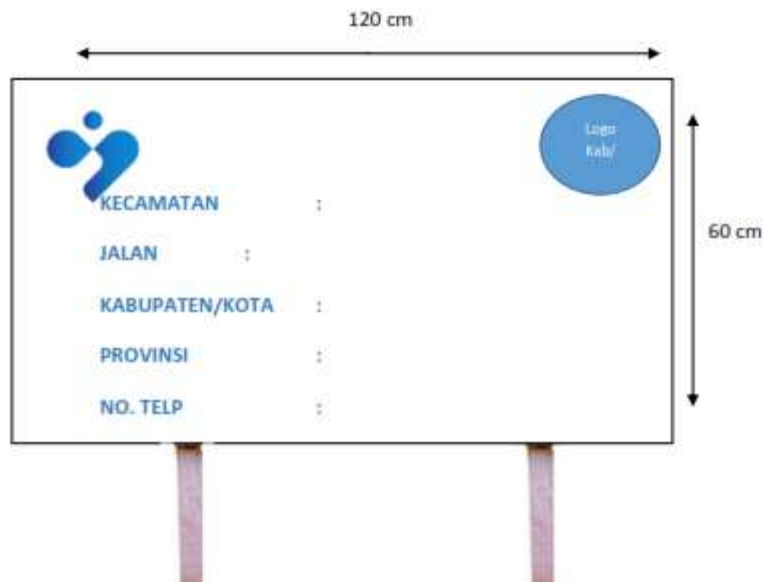 120 cm
Logo
Kab/
KECAMATAN :
JALAN :
60 cm
KABUPATEN/KOTA :
PROVINSI :
NO. TELP :